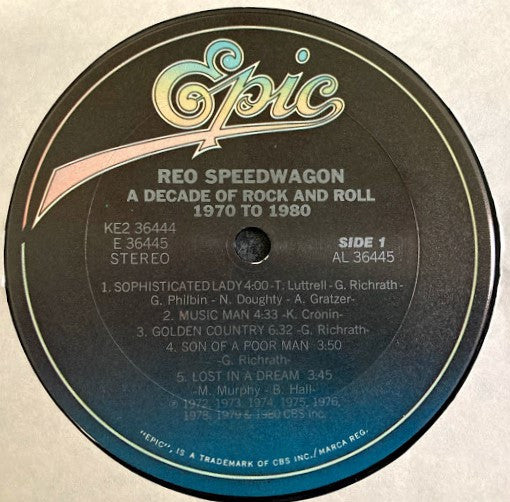 Epic
REO SPEEDWAGON
A DECADE OF ROCK AND ROLL
1970 TO 1980
KE2 36444
E 36445
STEREO
SIDE 1
AL 36445
1. SOPHISTICATED LADY 4:00 -T. Luttrell- G. Richrath-
G. Philbin - N. Doughty - A. Gratzer-
2. MUSIC MAN 4:33 -K. Cronin-
3. GOLDEN COUNTRY 6:32 -G. Richrath-
4. SON OF A POOR MAN 3:50
-G. Richrath-
5. LOST IN A DREAM 3:45
-M. Murphy - B. Hall-
℗ 1972, 1973, 1974, 1975, 1976,
1978, 1979 & 1980 CBS Inc.
"EPIC", IS A TRADEMARK OF CBS INC./MARCA REG.